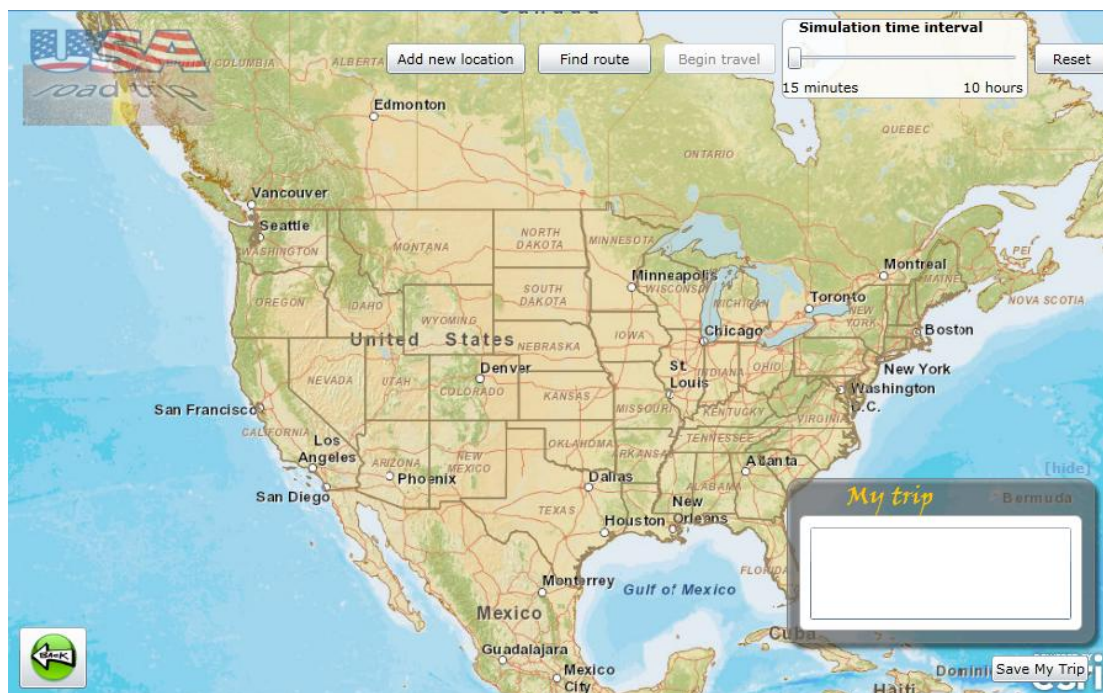 Canada
USA
road trip
BRITISH COLUMBIA
ALBERTA
Add new location
Find route
Begin travel
Simulation time interval
15 minutes
10 hours
Reset
Edmonton
QUEBEC
ONTARIO
Vancouver
Seattle
WASHINGTON
MONTANA
NORTH
DAKOTA
MINNESOTA
Minneapolis
WISCONSIN
MICHIGAN
Montreal
PEI
MAINE
NOVA SCOTIA
Toronto
NEW
YORK
Boston
OREGON
IDAHO
WYOMING
SOUTH
DAKOTA
IOWA
Chicago
United States
NEBRASKA
NEVADA
UTAH
Denver
COLORADO
KANSAS
St.
Louis
MISSOURI
INDIANA
OHIO
KENTUCKY
New York
Washington
D.C.
VIRGINIA
San Francisco
CALIFORNIA
Los
Angeles
San Diego
ARIZONA
Phoenix
NEW
MEXICO
OKLAHOMA
ARKANSAS
TENNESSEE
Atlanta
ALABAMA
Dallas
TEXAS
Houston
New
Orleans
FLORIDA
[hide]
My trip
Bermuda
Monterrey
Gulf of Mexico
Mexico
Cuba
Guadalajara
Mexico
City
BACK
Haiti
Save My Trip